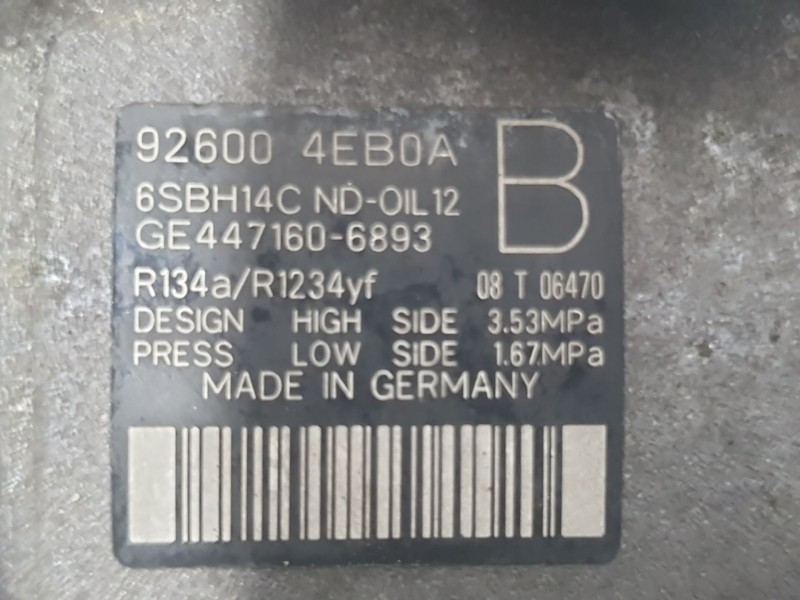 92600 4EB0A B
6SBH14C ND-OIL12
GE447160-6893
R134a/R1234yf 08 T 06470
DESIGN HIGH SIDE 3.53MPa
PRESS LOW SIDE 1.67MPa
MADE IN GERMANY